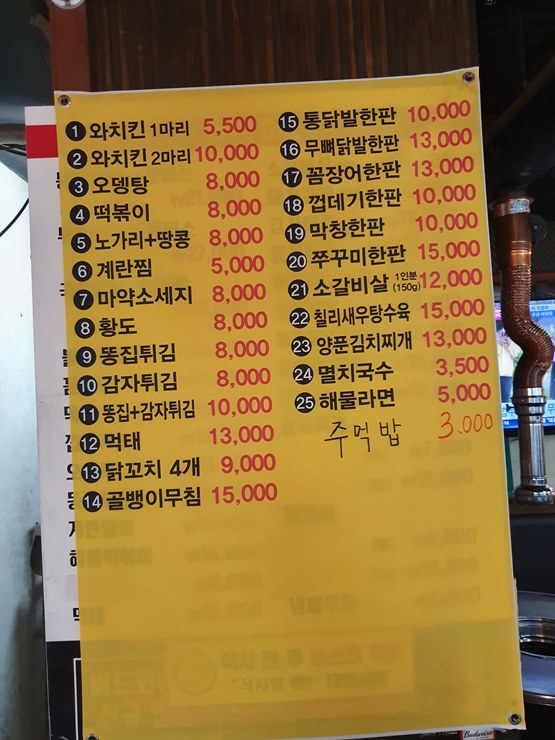 ① 와치킨 1마리 5,500
② 와치킨 2마리 10,000
③ 오뎅탕 8,000
④ 떡볶이 8,000
⑤ 노가리+땅콩 8,000
⑥ 계란찜 5,000
⑦ 마약소세지 8,000
⑧ 황도 8,000
⑨ 똥집튀김 8,000
⑩ 감자튀김 8,000
⑪ 똥집+감자튀김 10,000
⑫ 먹태 13,000
⑬ 닭꼬치 4개 9,000
⑭ 골뱅이무침 15,000
⑮ 통닭발한판 10,000
⑯ 무뼈닭발한판 13,000
⑰ 꼼장어한판 13,000
⑱ 껍데기한판 10,000
⑲ 막창한판 10,000
⑳ 쭈꾸미한판 15,000
㉑ 소갈비살 1인분 (150g) 12,000
㉒ 칠리새우탕수육 15,000
㉓ 양푼김치찌개 13,000
㉔ 멸치국수 3,500
㉕ 해물라면 5,000
주먹밥 3.000
Budweiser